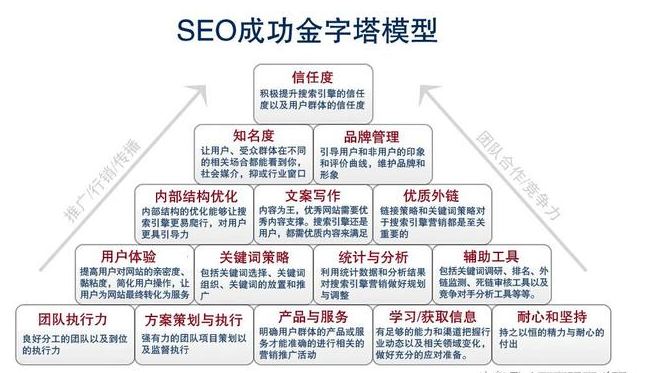 SEO成功金字塔模型
信任度
积极提升搜索引擎的信任
度以及用户群体的信任度
知名度
让用户、受众群体在不同
的相关场合都能看到你,
社会媒介，抑或行业窗口
品牌管理
引导用户和非用户的印象
和评价曲线，维护品牌和
形象
推广/行销/传播
团队合作/竞争力
内部结构优化
内部结构的优化能够让搜
索引擎更易爬行，对用户
更具引导力
文案写作
内容为王，优秀网站需要优
秀内容支撑。搜索引擎还是
用户，都需优质内容来满足
优质外链
链接策略和关键词策略对
于搜索引擎营销都是至关
重要的
用户体验
提高用户对网站的亲密度、
黏粘度，简化用户操作，让
用户为网站最终转化为服务
关键词策略
包括关键词选择、关键词
组织、关键词的放置和推
广
统计与分析
利用统计数据和分析结果
对搜索引擎营销做好规划
与调整
辅助工具
包括关键词调研、排名、外
链监测、死链审核工具以及
竞争对手分析工具等等。
团队执行力
良好分工的团队以及到位
的执行力
方案策划与执行
强有力的团队项目策划以
及监督执行
产品与服务
明确用户群体的产品或服
务才能准确的进行相关的
营销推广活动
学习/获取信息
有足够的能力和渠道把握行
业动态以及相关领域变化，
做好充分的应对准备。
耐心和坚持
持之以恒的精力与耐心的
付出